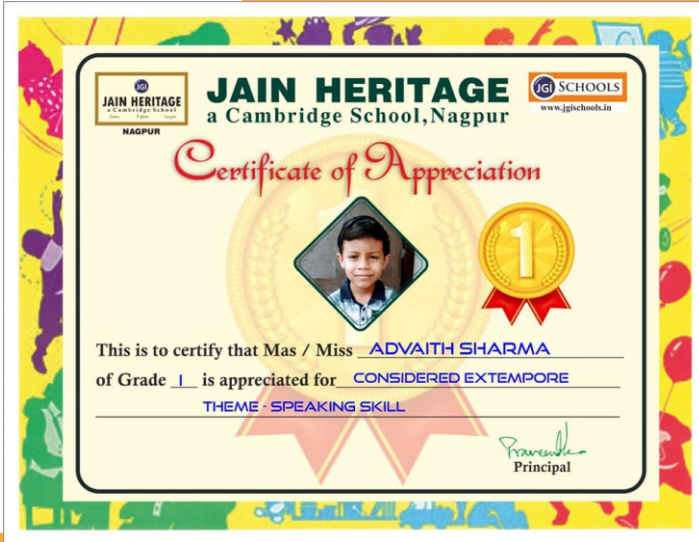 JGI
JAIN HERITAGE
a Cambridge School
NAGPUR
JAIN HERITAGE
a Cambridge School,Nagpur
JGI SCHOOLS
www.jgischools.in
Certificate of Appreciation
1
This is to certify that Mas / Miss ADVAITH SHARMA
of Grade I is appreciated for CONSIDERED EXTEMPORE
THEME - SPEAKING SKILL
Principal